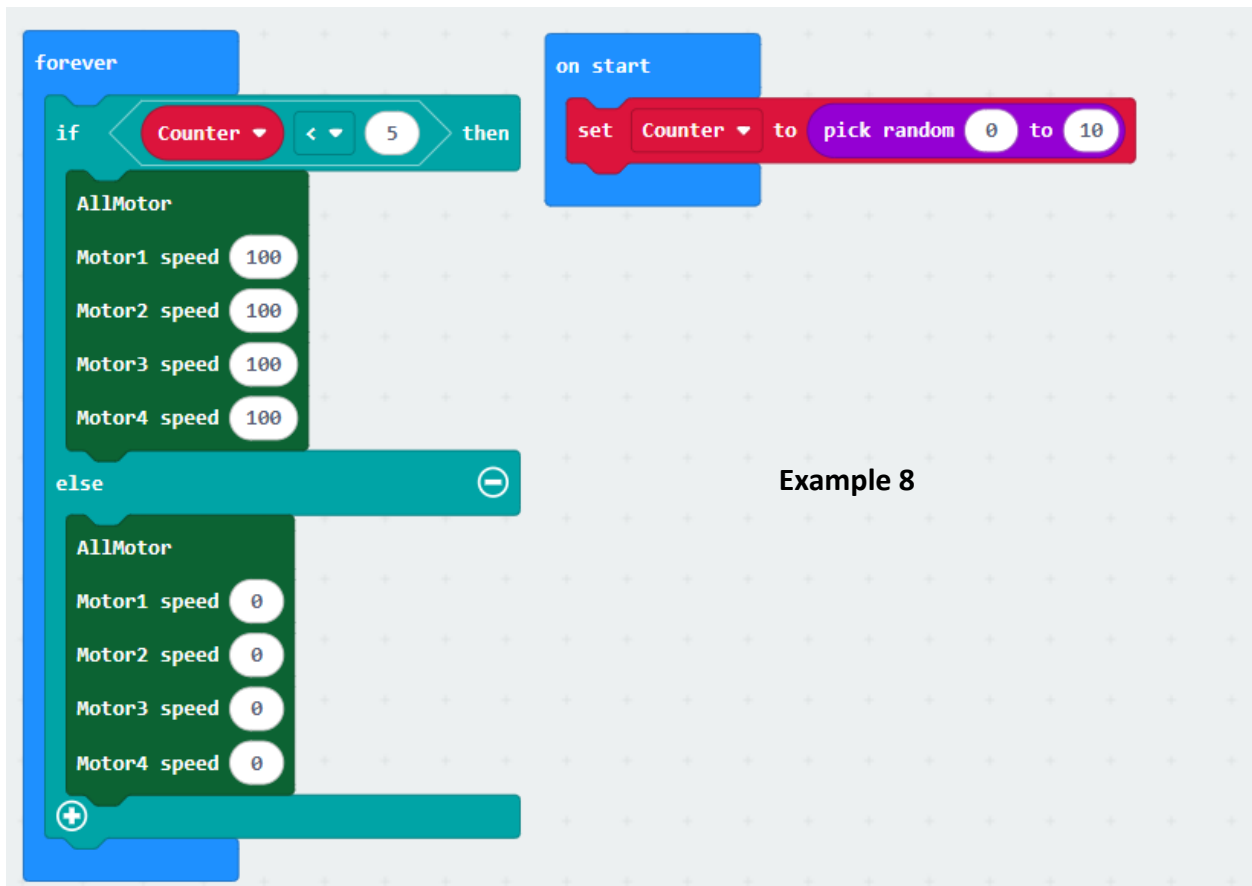 forever
if Counter < 5 then
AllMotor
Motor1 speed 100
Motor2 speed 100
Motor3 speed 100
Motor4 speed 100
else
AllMotor
Motor1 speed 0
Motor2 speed 0
Motor3 speed 0
Motor4 speed 0
on start
set Counter to pick random 0 to 10
Example 8